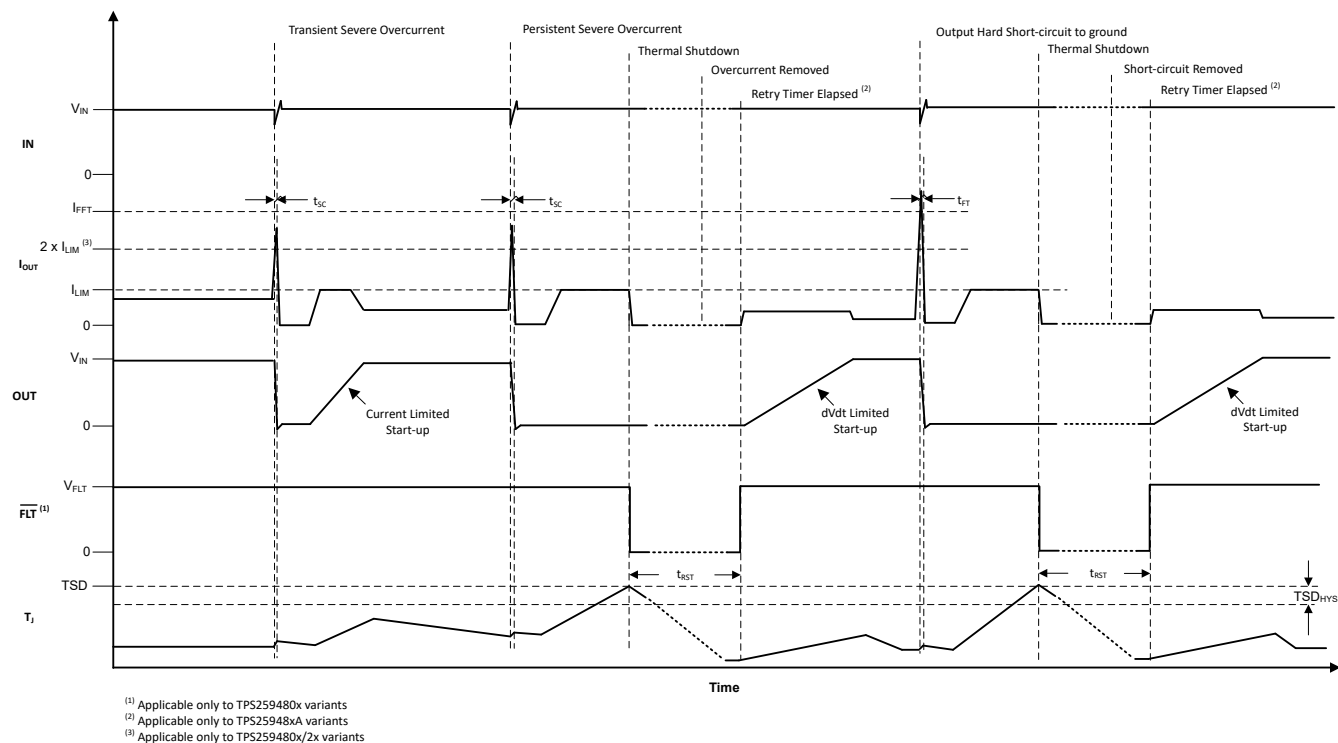 Transient Severe Overcurrent
Persistent Severe Overcurrent
Output Hard Short-circuit to ground
Thermal Shutdown
Thermal Shutdown
Overcurrent Removed
Short-circuit Removed
Retry Timer Elapsed (2)
Retry Timer Elapsed (2)
VIN
IN
0
tSC
tSC
tFT
IFFT
2 x ILIM (3)
IOUT
ILIM
0
VIN
OUT
Current Limited
Start-up
dVdt Limited
Start-up
dVdt Limited
Start-up
0
VFLT
FLT (1)
0
TSD
tRST
tRST
TSDHYS
TJ
Time
(1) Applicable only to TPS259480x variants
(2) Applicable only to TPS25948xA variants
(3) Applicable only to TPS259480x/2x variants